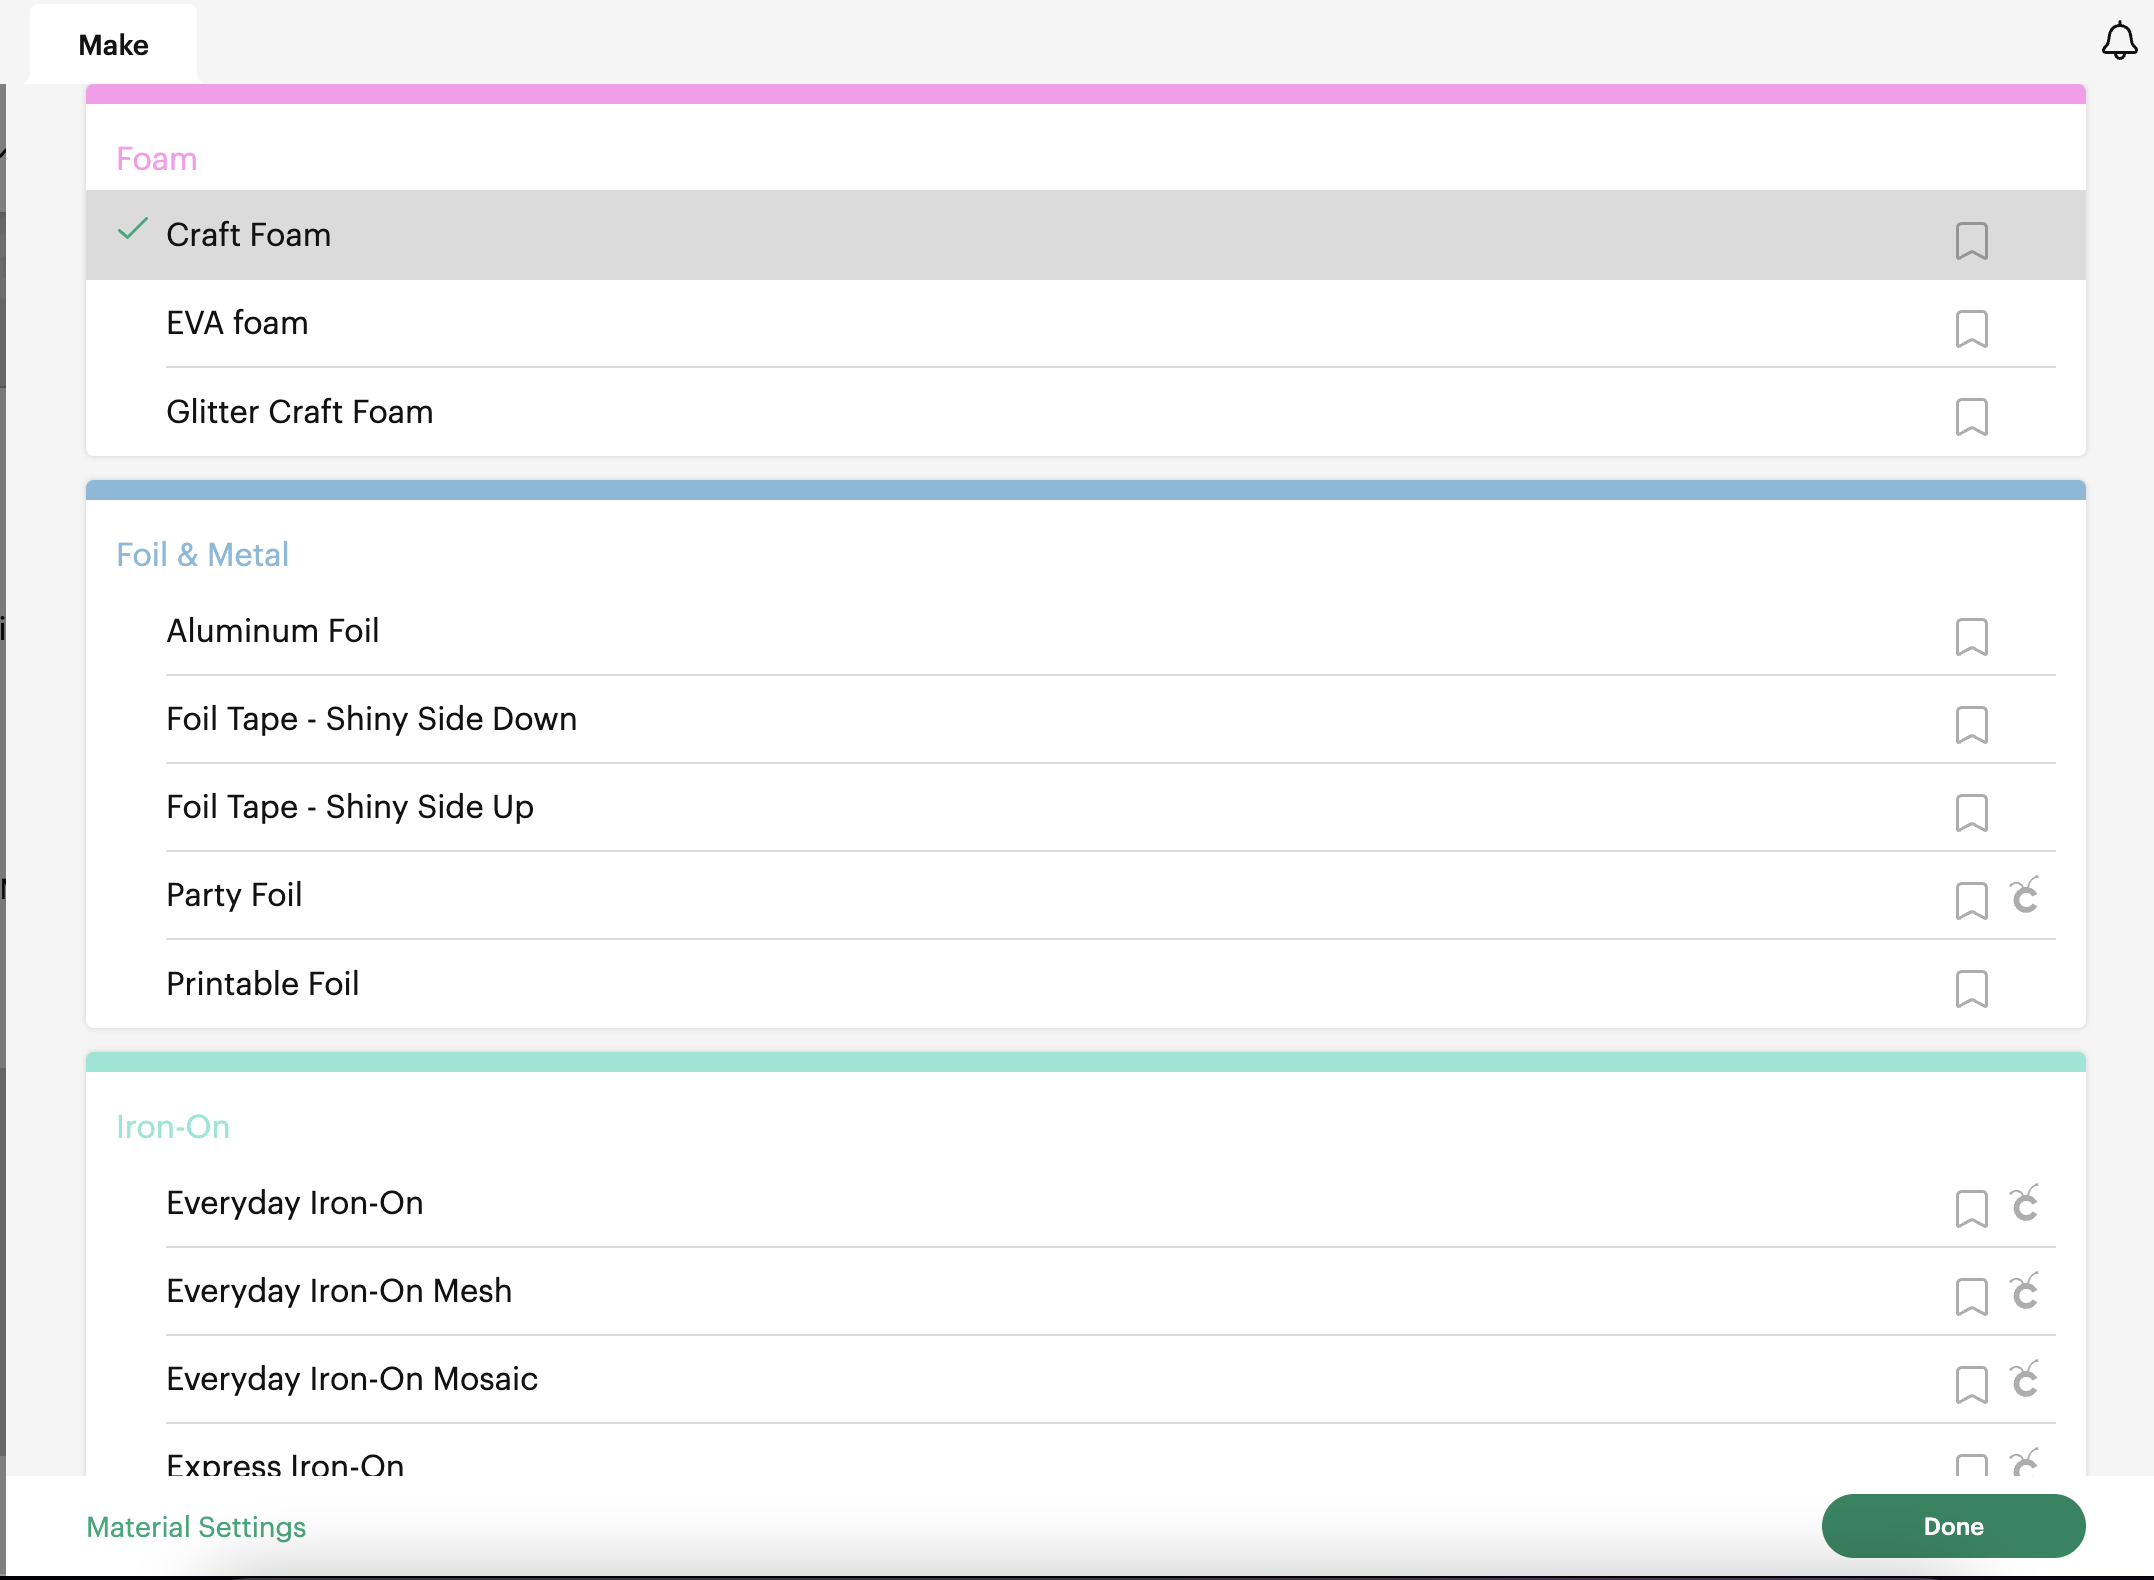 Make
Foam
Craft Foam
EVA foam
Glitter Craft Foam
Foil & Metal
Aluminum Foil
Foil Tape - Shiny Side Down
Foil Tape - Shiny Side Up
Party Foil
Printable Foil
Iron-On
Everyday Iron-On
Everyday Iron-On Mesh
Everyday Iron-On Mosaic
Express Iron-On
Material Settings
Done